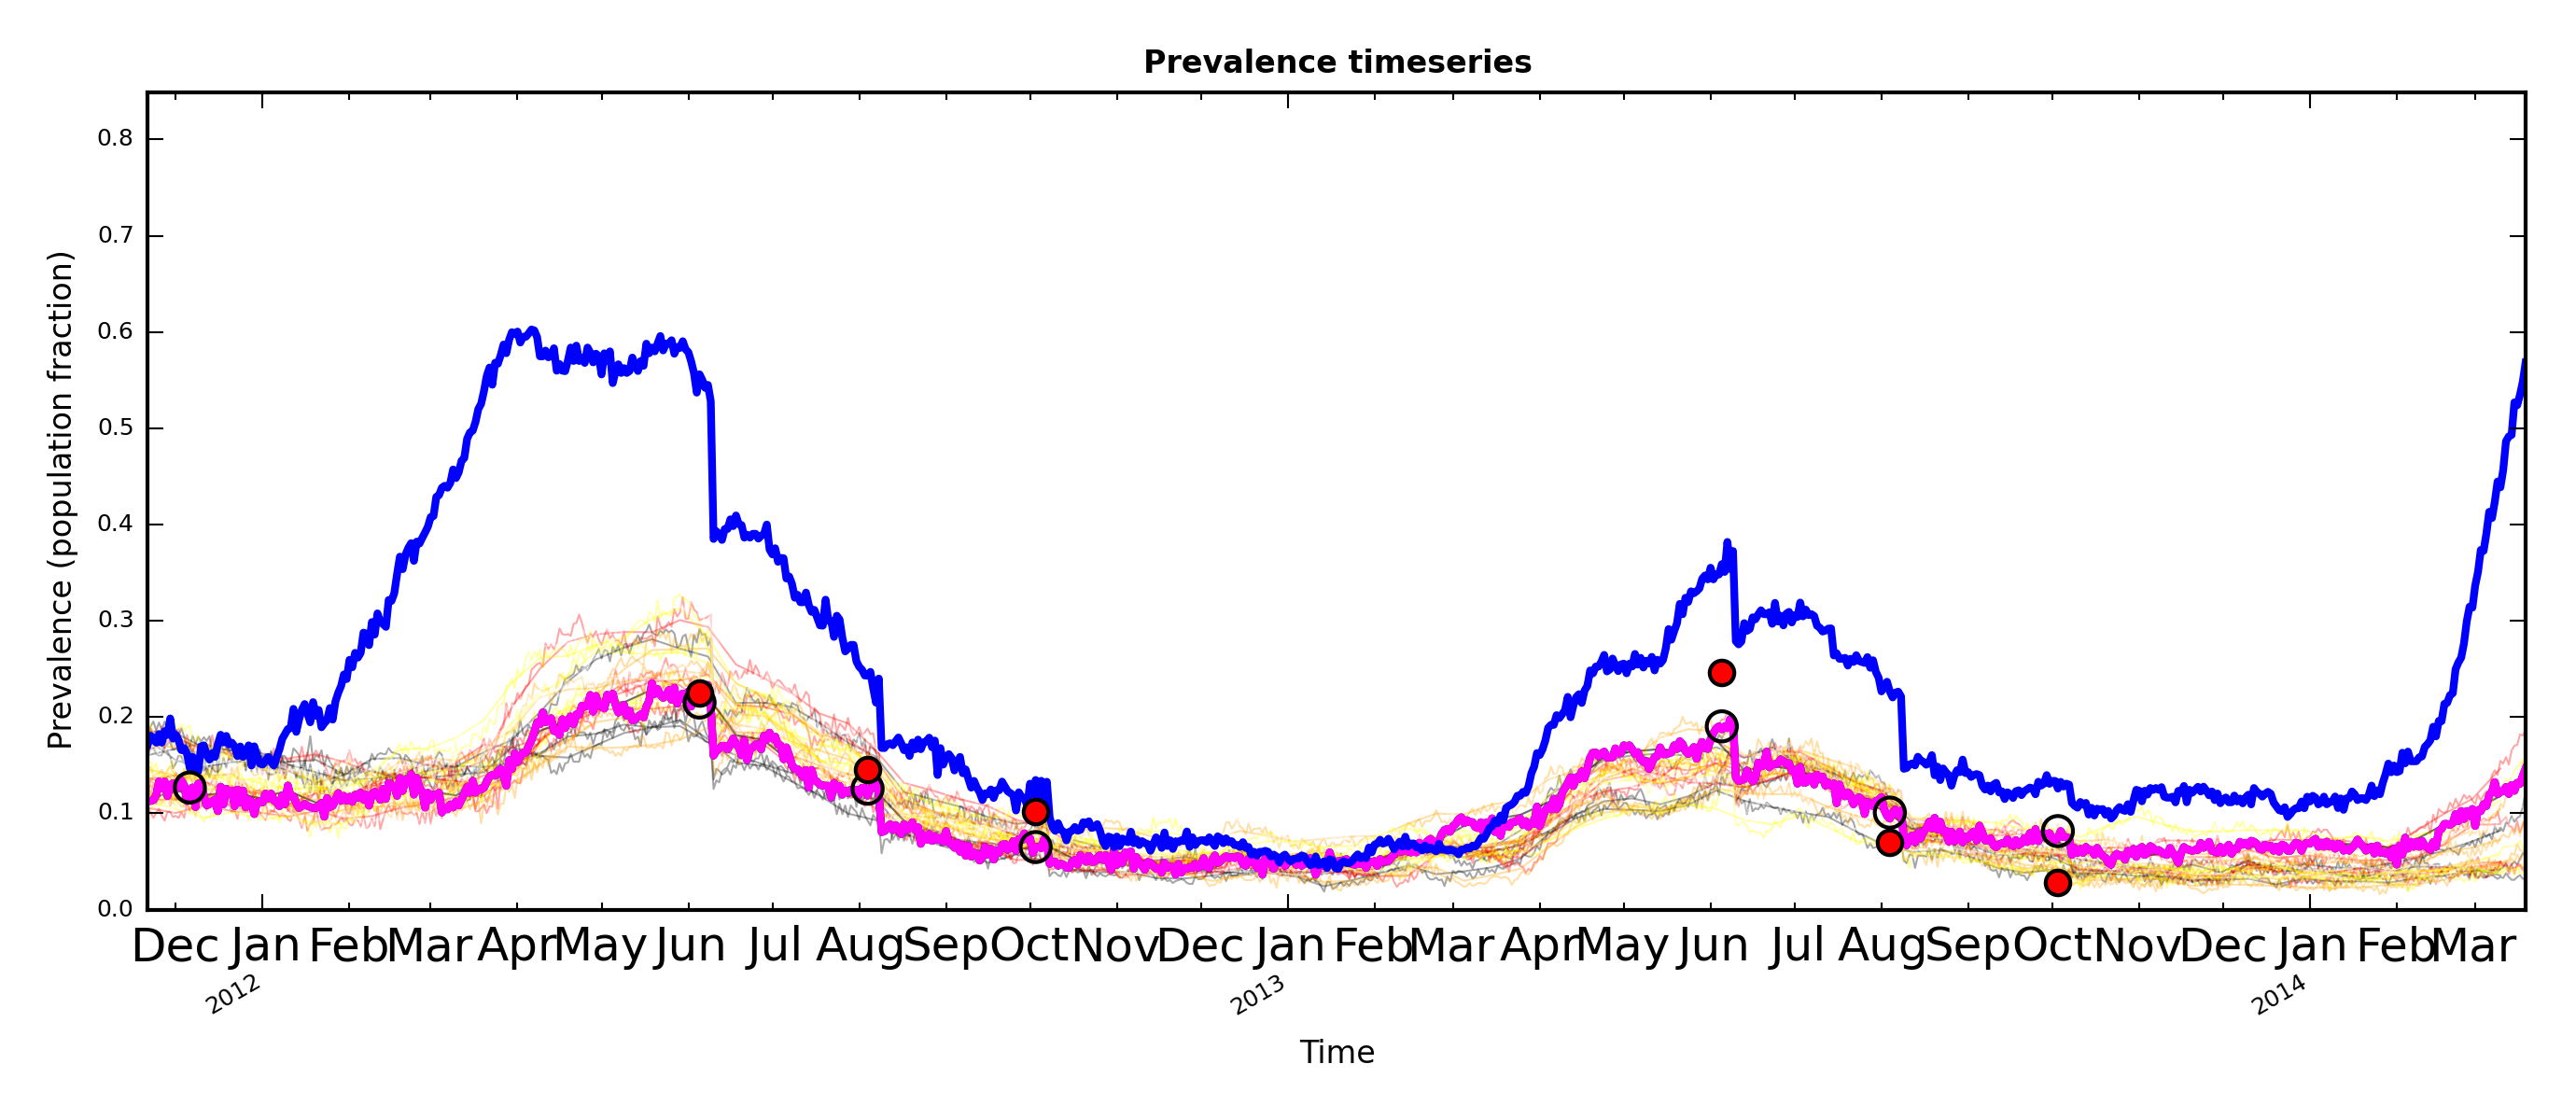 Prevalence timeseries
0.8
0.7
0.6
0.5
0.4
0.3
0.2
0.1
0.0
Prevalence (population fraction)
Dec Jan Feb Mar Apr May Jun Jul Aug Sep Oct Nov Dec Jan Feb Mar Apr May Jun Jul Aug Sep Oct Nov Dec Jan Feb Mar
2012 2013 2014
Time